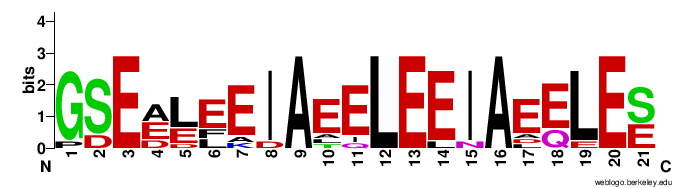 4
3
bits
2
1
0
G S E A L E E I A E E L E E I A E E L E S
P D E E F A D A I L N A Q E E
D D L K T Q D
N 1 2 3 4 5 6 7 8 9 10 11 12 13 14 15 16 17 18 19 20 21 C
weblogo.berkeley.edu